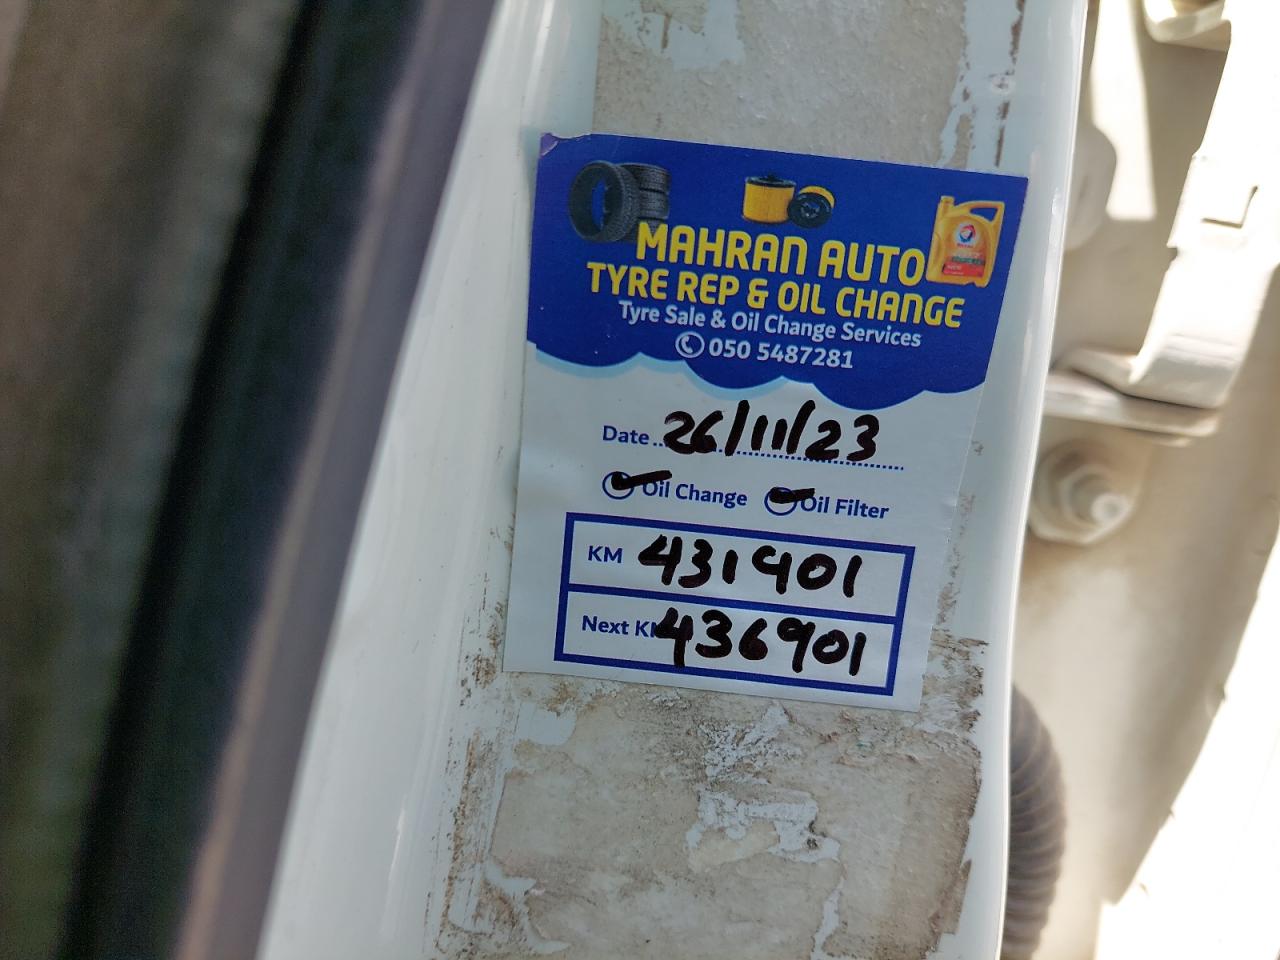 MAHRAN AUTO
TYRE REP & OIL CHANGE
Tyre Sale & Oil Change Services
050 5487281
Date .. 26/11/23
Oil Change Oil Filter
KM 431901
Next KM 436901